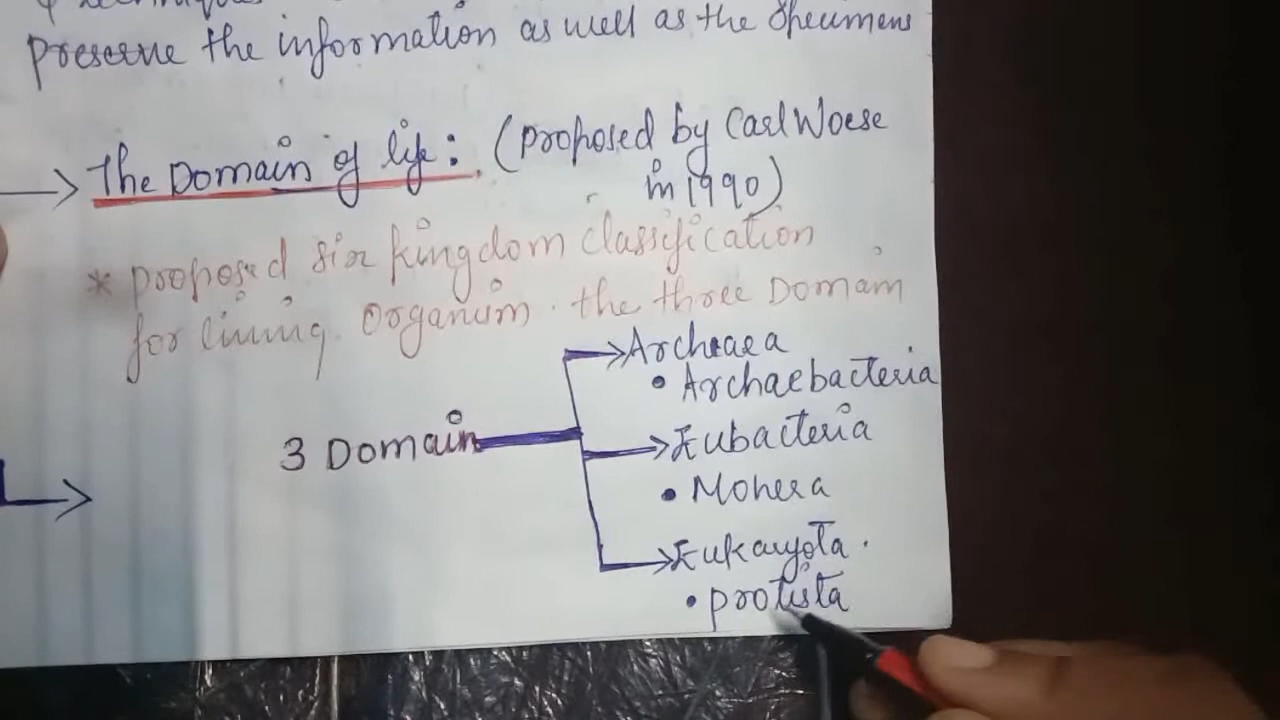 preserve the information as well as the Specimens
The Domain of life: (proposed by Carl Woese
in 1990)
* proposed six kingdom classification
for living organism. the three Domain
Archaea
• Archaebacteria
3 Domain
Eubacteria
• Monera
Eukaryota.
• protista